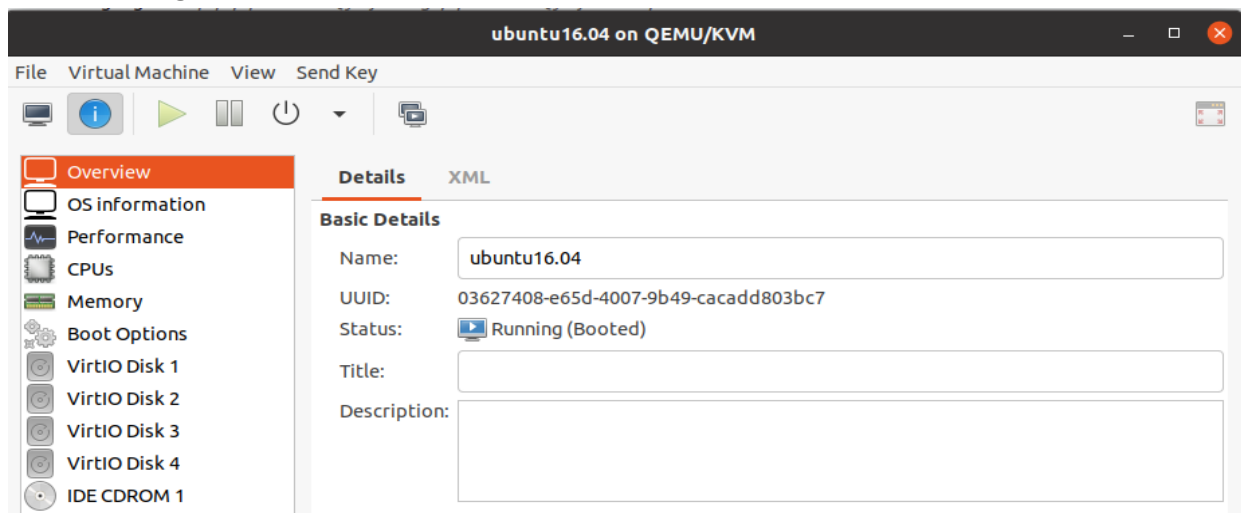 ubuntu16.04 on QEMU/KVM
File Virtual Machine View Send Key
Overview
OS information
Performance
CPUs
Memory
Boot Options
VirtIO Disk 1
VirtIO Disk 2
VirtIO Disk 3
VirtIO Disk 4
IDE CDROM 1
Details XML
Basic Details
Name: ubuntu16.04
UUID: 03627408-e65d-4007-9b49-cacadd803bc7
Status: Running (Booted)
Title:
Description: